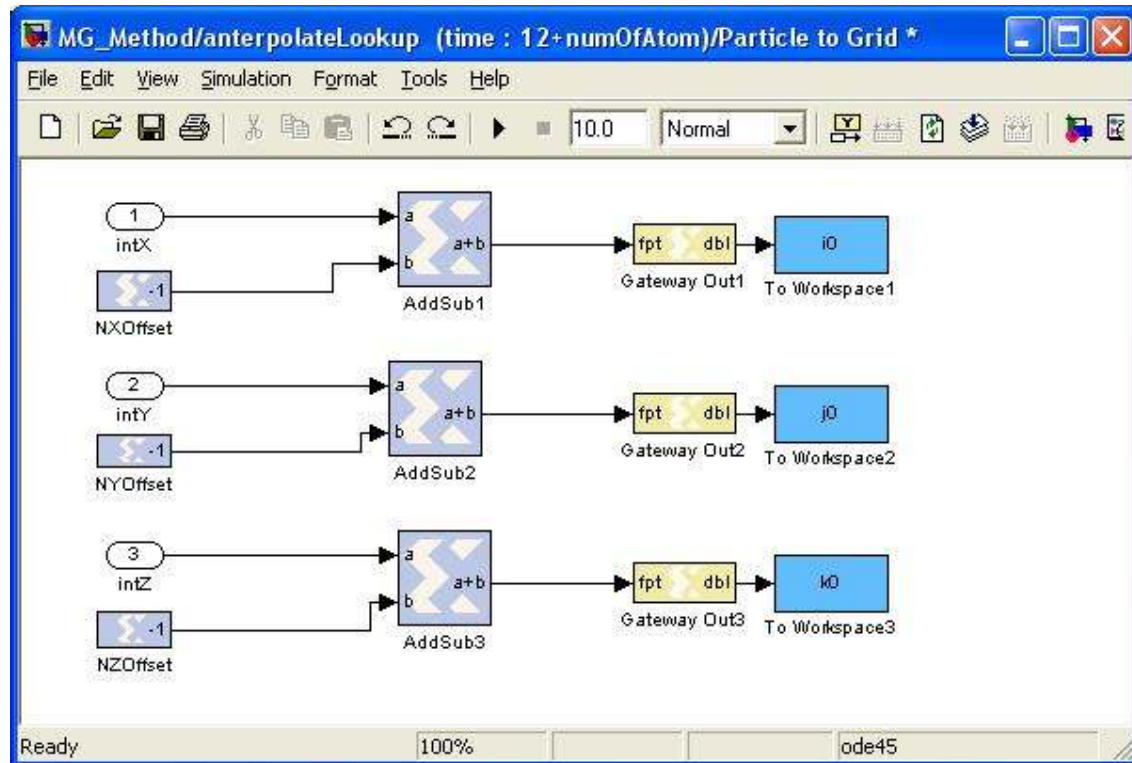 MG_Method/anterpolateLookup (time : 12+numOfAtom)/Particle to Grid *
File Edit View Simulation Format Tools Help
10.0 Normal
1
intX
-1
NXOffset
a
b
a+b
AddSub1
fpt dbl
Gateway Out1
i0
To Workspace1
2
intY
-1
NYOffset
a
b
a+b
AddSub2
fpt dbl
Gateway Out2
j0
To Workspace2
3
intZ
-1
NZOffset
a
b
a+b
AddSub3
fpt dbl
Gateway Out3
k0
To Workspace3
Ready 100% ode45